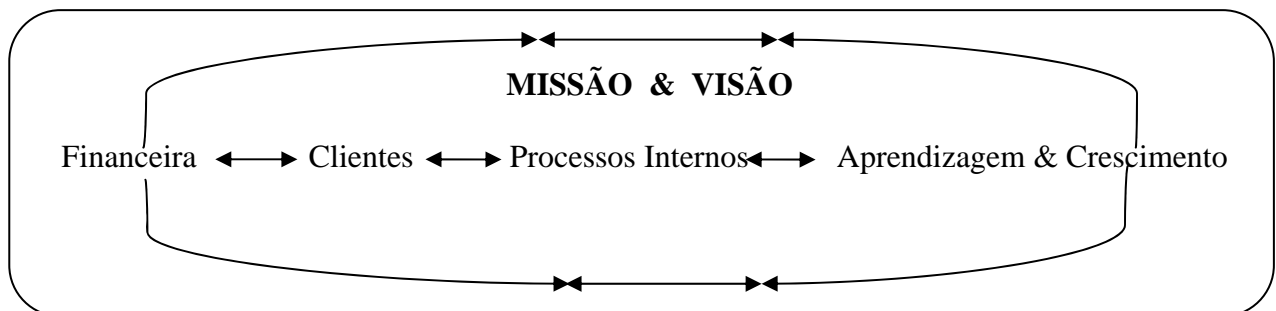 MISSÃO & VISÃO
Financeira Clientes Processos Internos Aprendizagem & Crescimento